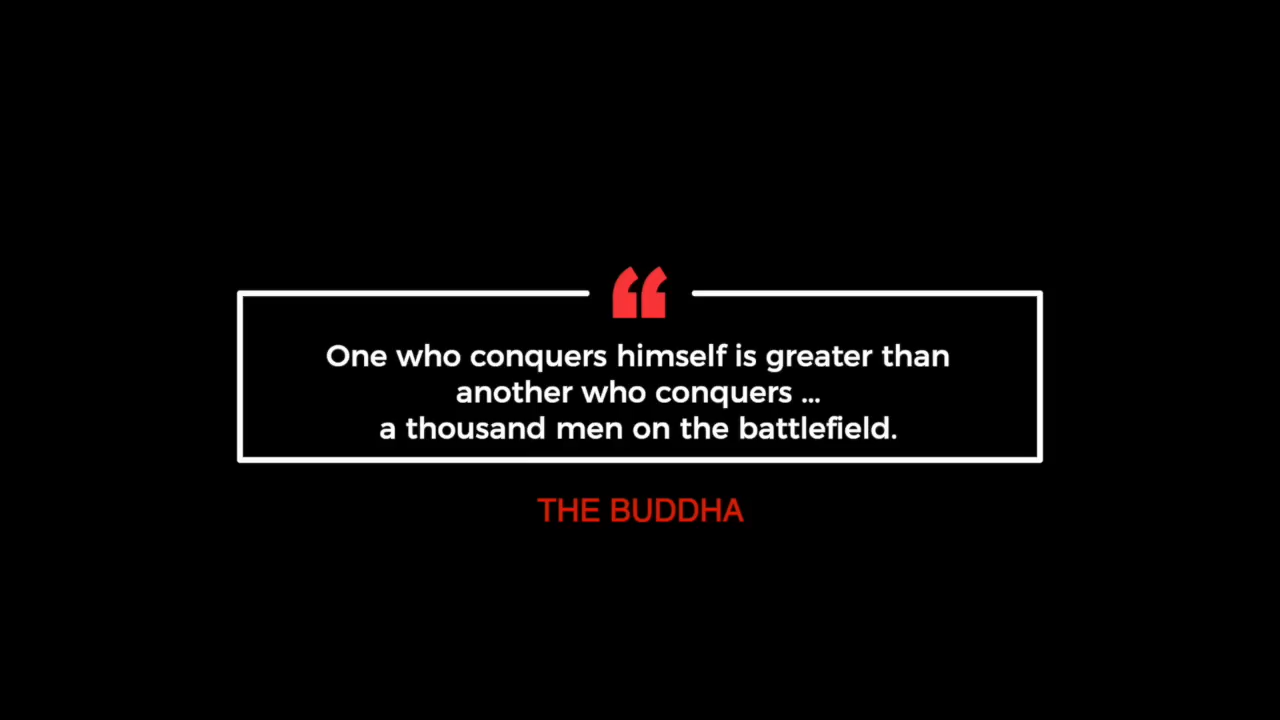 “
One who conquers himself is greater than
another who conquers ...
a thousand men on the battlefield.
THE BUDDHA